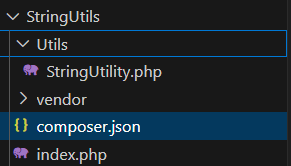 StringUtils
Utils
StringUtility.php
vendor
{} composer.json
index.php